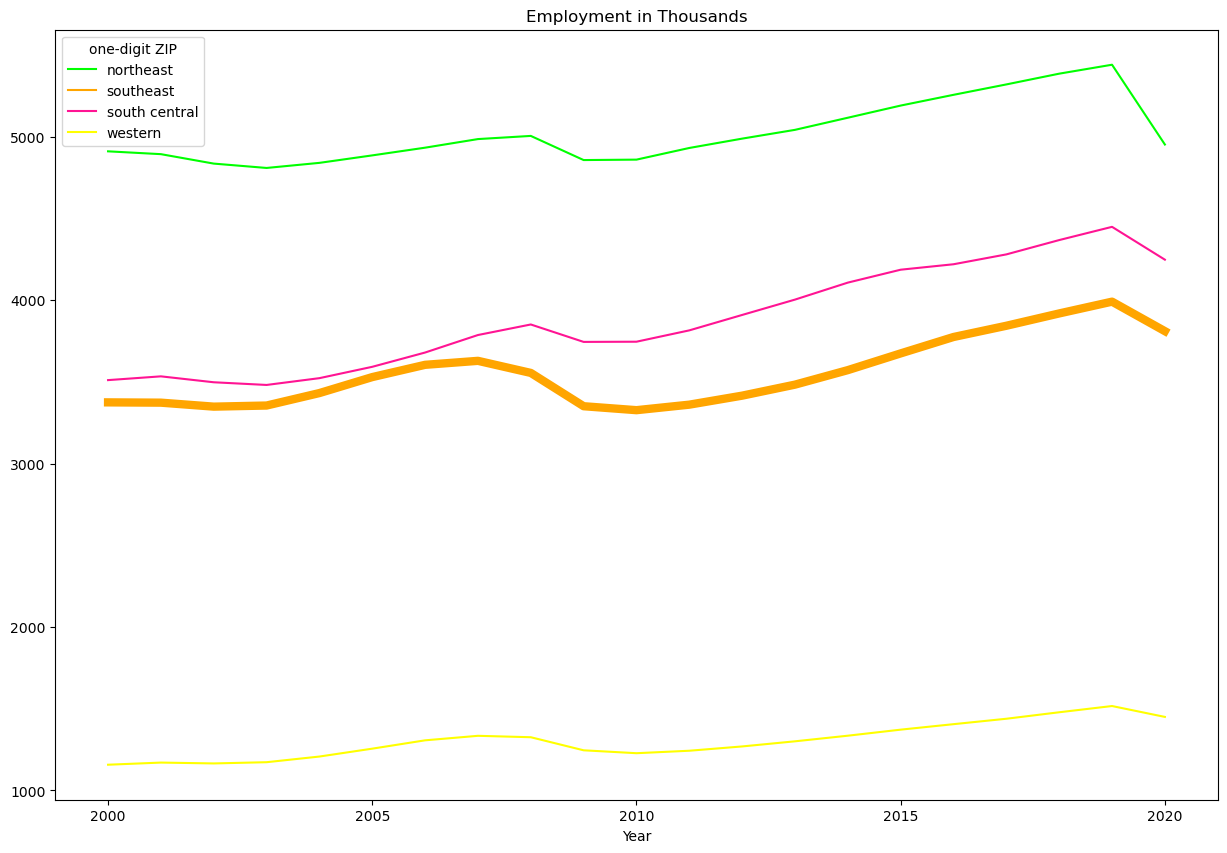 Employment in Thousands
one-digit ZIP
northeast
southeast
south central
western
5000
4000
3000
2000
1000
2000 2005 2010 2015 2020
Year